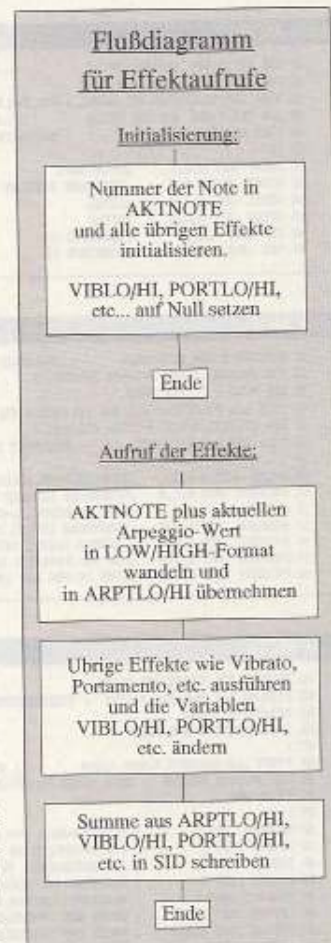 Flußdiagramm
für Effektaufrufe
Initialisierung:
Nummer der Note in
AKTNOTE
und alle übrigen Effekte
initialisieren.
VIBLO/HI, PORTLO/HI,
etc... auf Null setzen
Ende
Aufruf der Effekte:
AKTNOTE plus aktuellen
Arpeggio-Wert
in LOW/HIGH-Format
wandeln und
in ARPTLO/HI übernehmen
Übrige Effekte wie Vibrato,
Portamento, etc. ausführen
und die Variablen
VIBLO/HI, PORTLO/HI,
etc. ändern
Summe aus ARPTLO/HI,
VIBLO/HI, PORTLO/HI,
etc. in SID schreiben
Ende